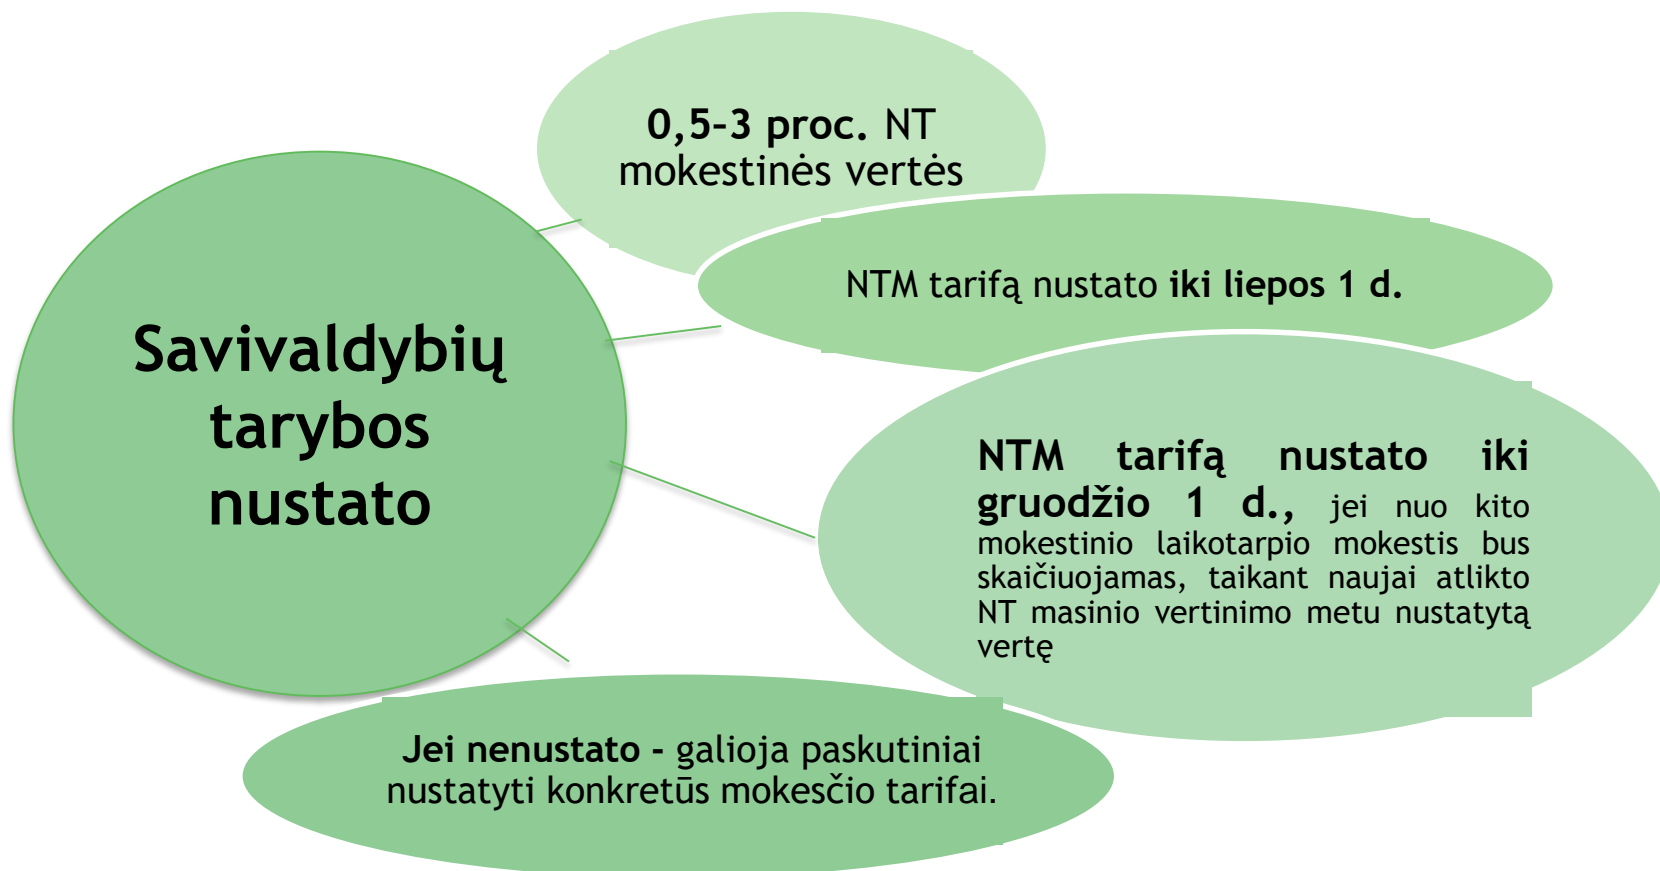 0,5–3 proc. NT
mokestinės vertės
NTM tarifą nustato iki liepos 1 d.
Savivaldybių
tarybos
nustato
NTM tarifą nustato iki
gruodžio 1 d., jei nuo kito
mokestinio laikotarpio mokestis bus
skaičiuojamas, taikant naujai atlikto
NT masinio vertinimo metu nustatytą
vertę
Jei nenustato - galioja paskutiniai
nustatyti konkretūs mokesčio tarifai.